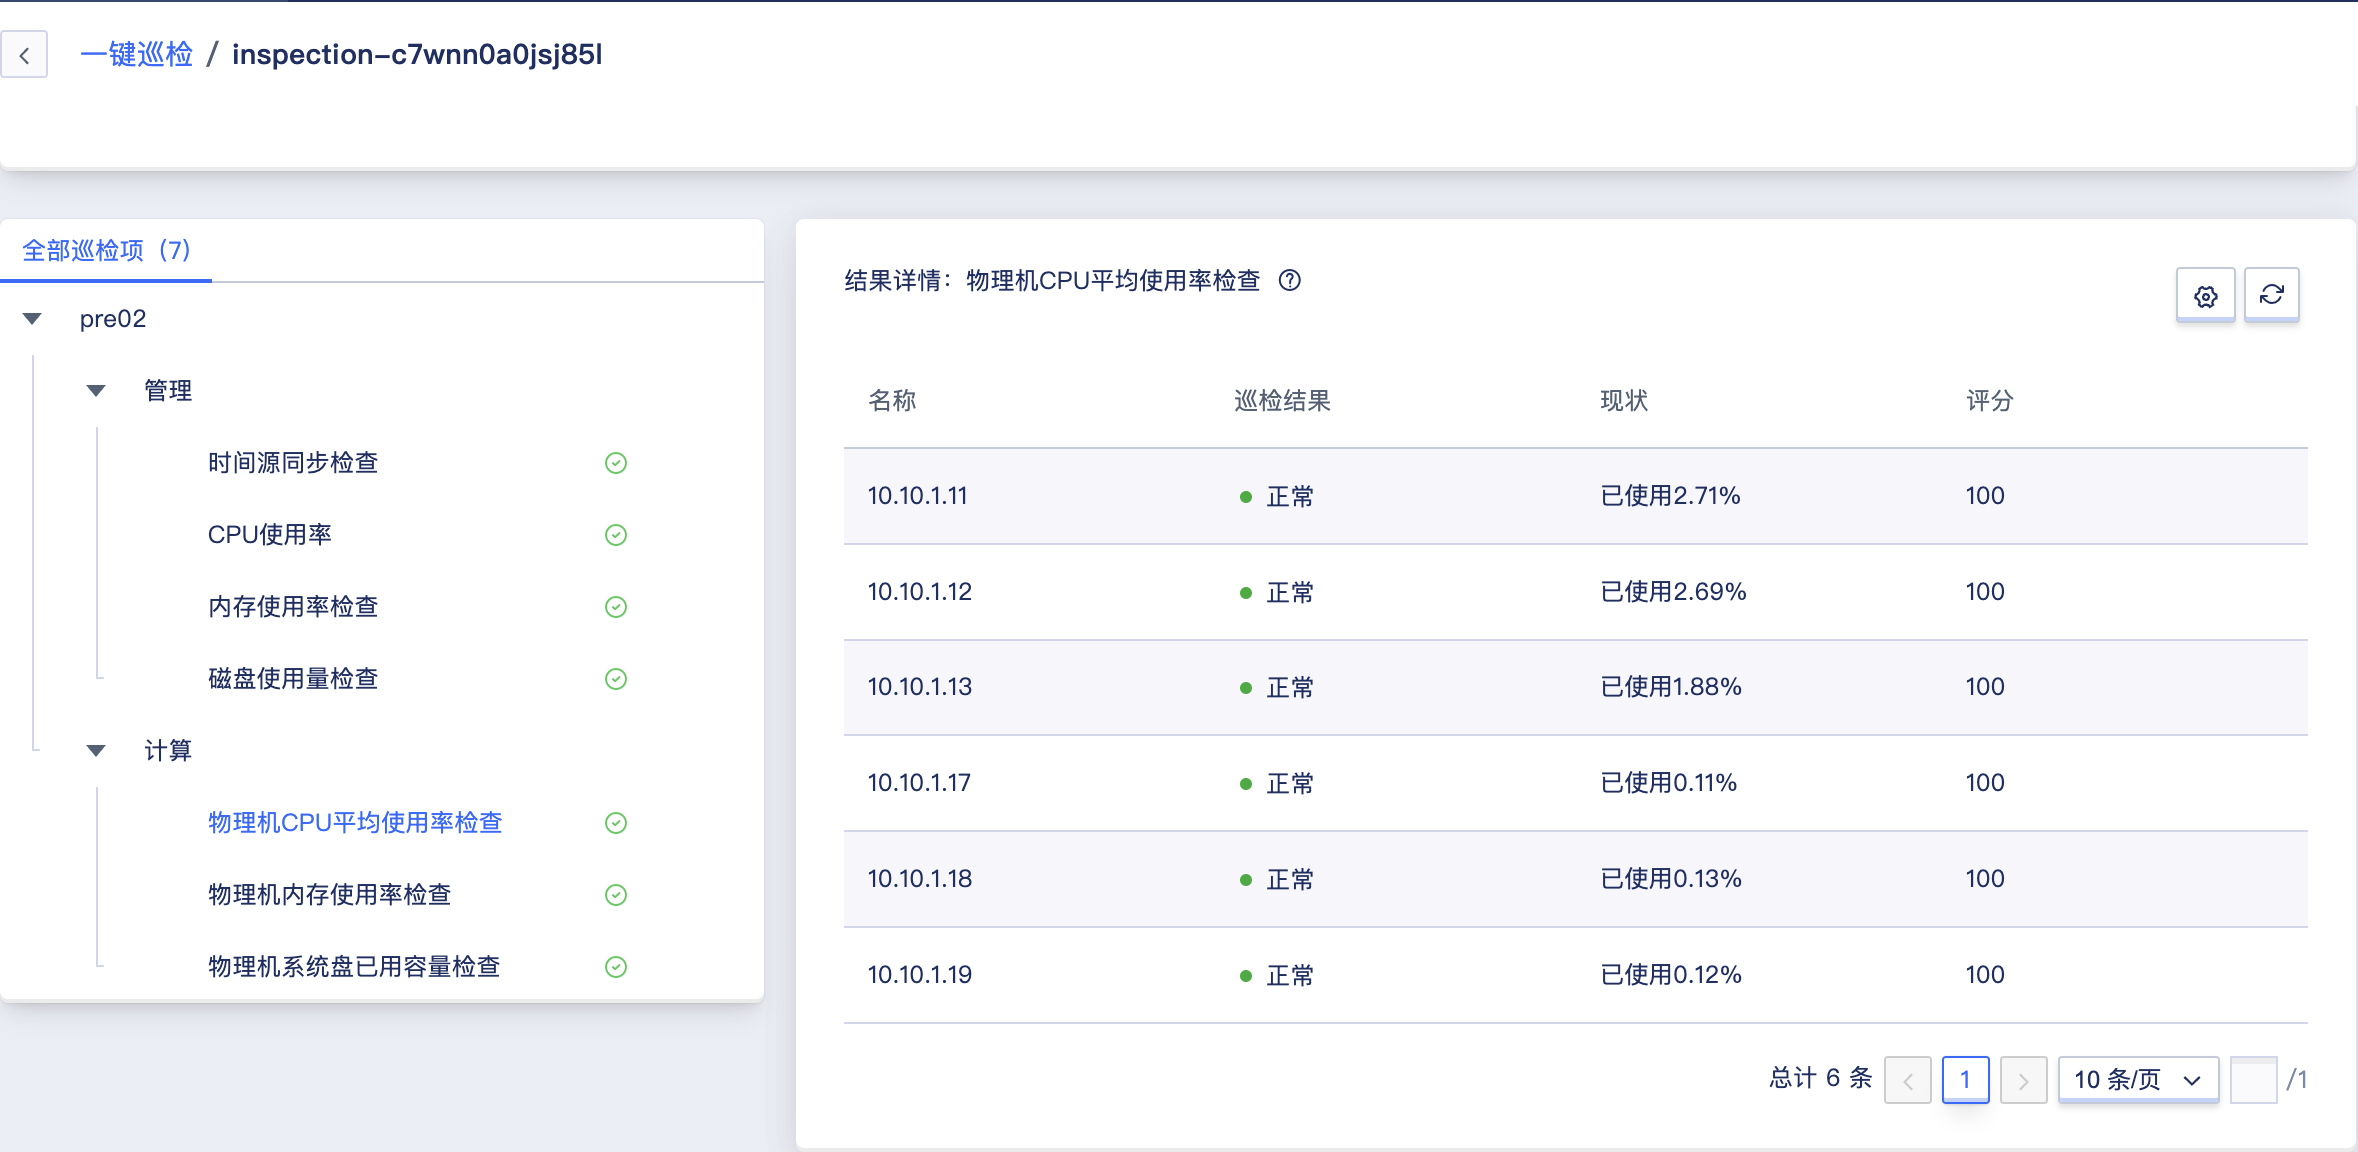 一键巡检 / inspection-c7wnn0a0jsj85l
全部巡检项（7）
pre02
管理
时间源同步检查
CPU使用率
内存使用率检查
磁盘使用量检查
计算
物理机CPU平均使用率检查
物理机内存使用率检查
物理机系统盘已用容量检查
结果详情：物理机CPU平均使用率检查
名称 巡检结果 现状 评分
10.10.1.11 正常 已使用2.71% 100
10.10.1.12 正常 已使用2.69% 100
10.10.1.13 正常 已使用1.88% 100
10.10.1.17 正常 已使用0.11% 100
10.10.1.18 正常 已使用0.13% 100
10.10.1.19 正常 已使用0.12% 100
总计 6 条 1 10 条/页 /1